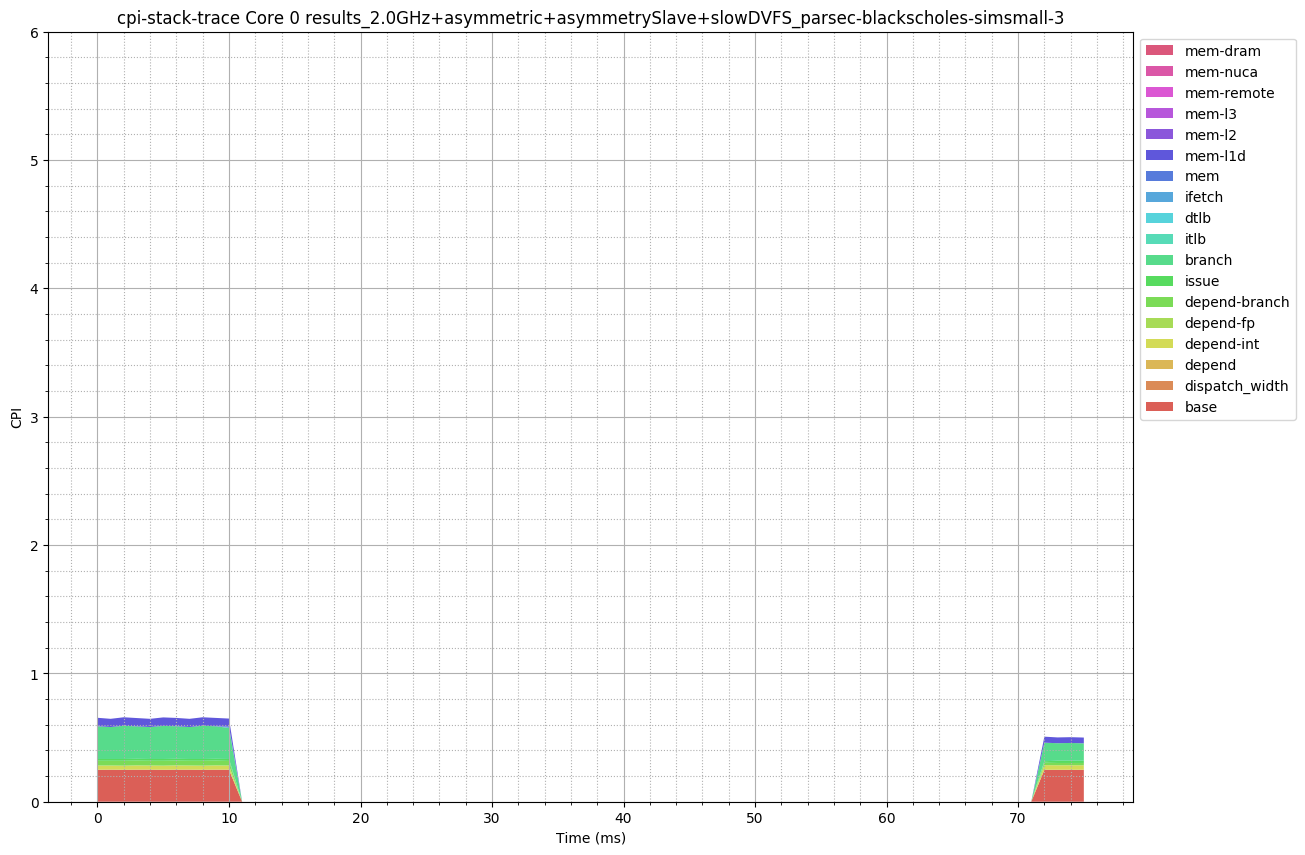 cpi-stack-trace Core 0 results_2.0GHz+asymmetric+asymmetrySlave+slowDVFS_parsec-blackscholes-simsmall-3
6
5
4
3
2
1
0
CPI
0 10 20 30 40 50 60 70
Time (ms)
mem-dram
mem-nuca
mem-remote
mem-l3
mem-l2
mem-l1d
mem
ifetch
dtlb
itlb
branch
issue
depend-branch
depend-fp
depend-int
depend
dispatch_width
base